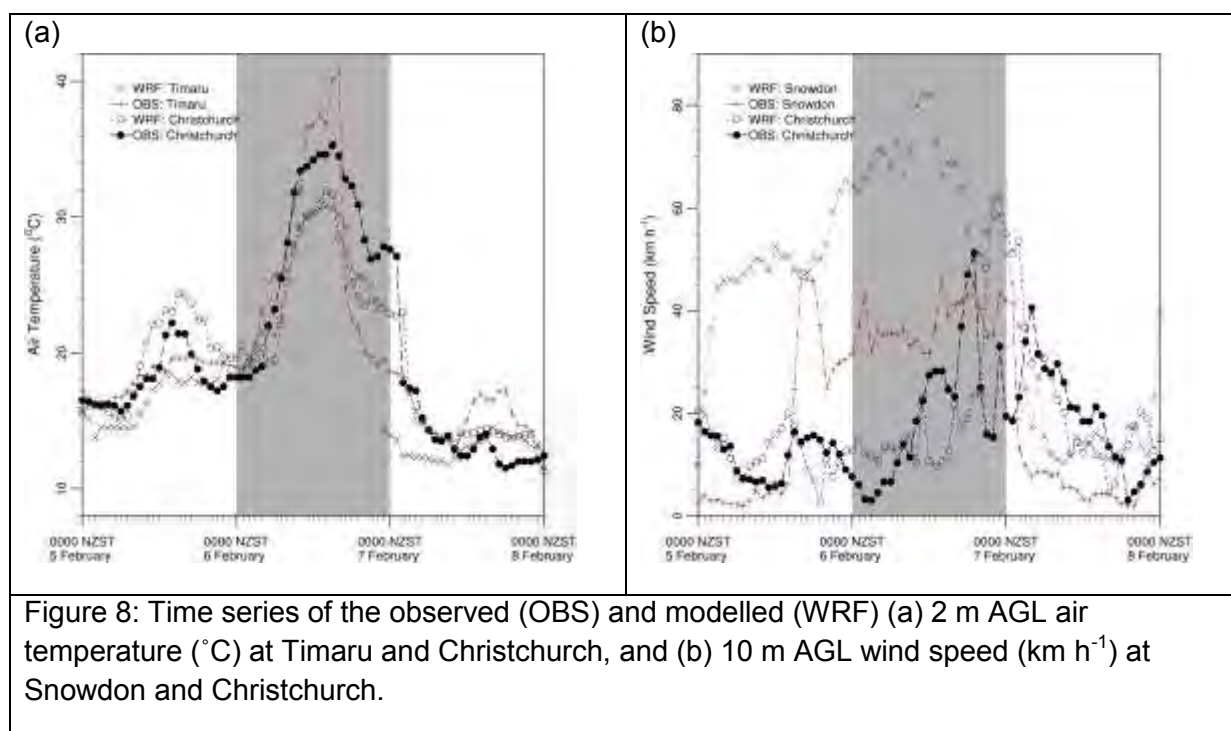 (a)
WRF: Timaru
OBS: Timaru
WRF: Christchurch
OBS: Christchurch
Air Temperature (°C)
40
30
20
10
0000 NZST
5 February
0000 NZST
6 February
0000 NZST
7 February
0000 NZST
8 February
(b)
WRF: Snowdon
OBS: Snowdon
WRF: Christchurch
OBS: Christchurch
Wind Speed (km h⁻¹)
80
60
40
20
0
0000 NZST
5 February
0000 NZST
6 February
0000 NZST
7 February
0000 NZST
8 February
Figure 8: Time series of the observed (OBS) and modelled (WRF) (a) 2 m AGL air
temperature (˚C) at Timaru and Christchurch, and (b) 10 m AGL wind speed (km h⁻¹) at
Snowdon and Christchurch.